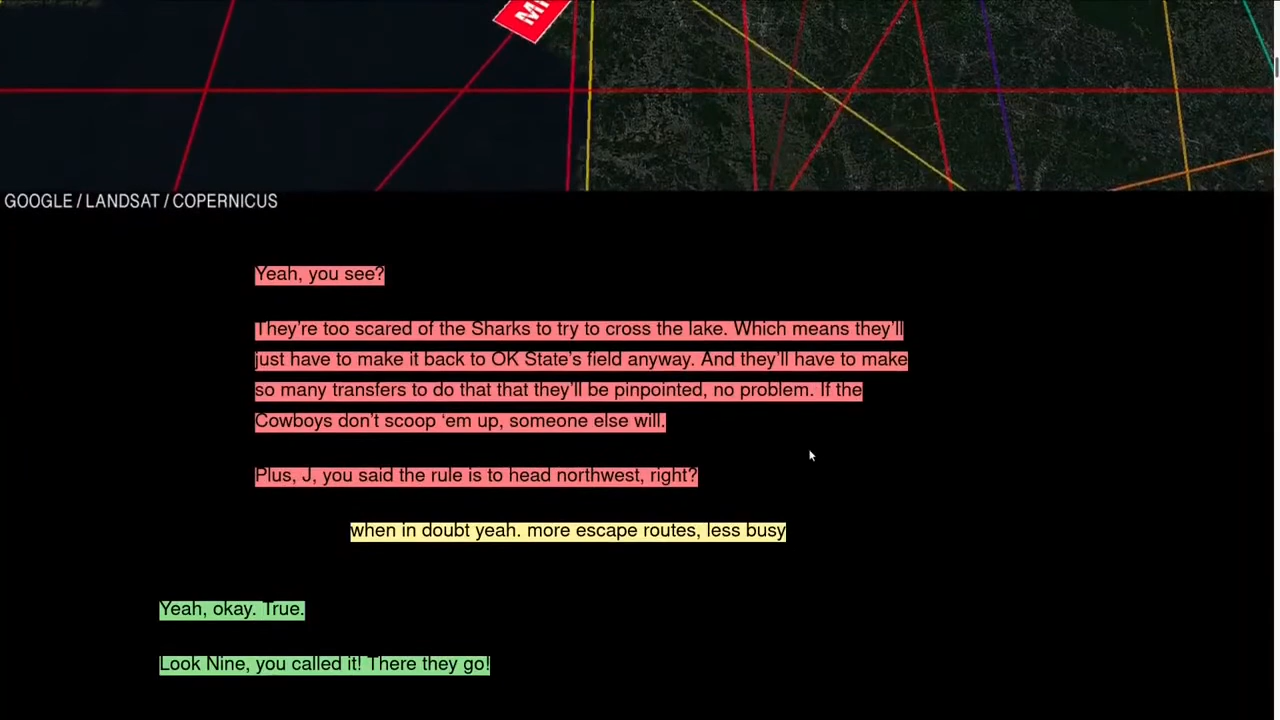 MI
GOOGLE / LANDSAT / COPERNICUS
Yeah, you see?
They're too scared of the Sharks to try to cross the lake. Which means they'll
just have to make it back to OK State's field anyway. And they'll have to make
so many transfers to do that that they'll be pinpointed, no problem. If the
Cowboys don't scoop ‘em up, someone else will.
Plus, J, you said the rule is to head northwest, right?
when in doubt yeah. more escape routes, less busy
Yeah, okay. True.
Look Nine, you called it! There they go!